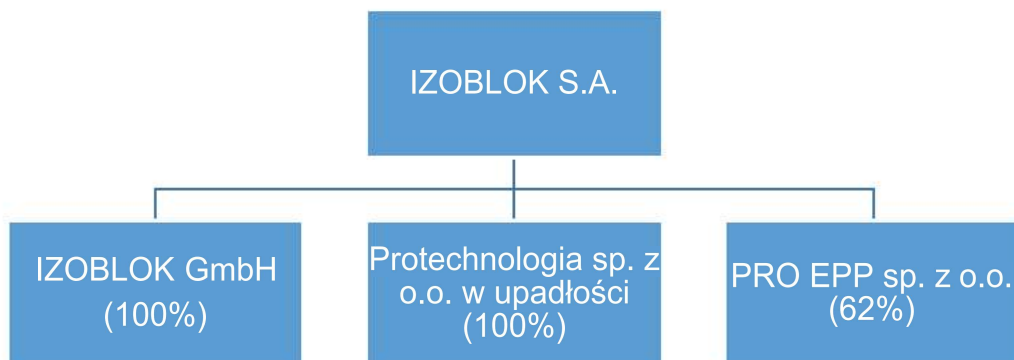 IZOBLOK S.A.
IZOBLOK GmbH
(100%)
Protechnologia sp. z
o.o. w upadłości
(100%)
PRO EPP sp. z o.o.
(62%)